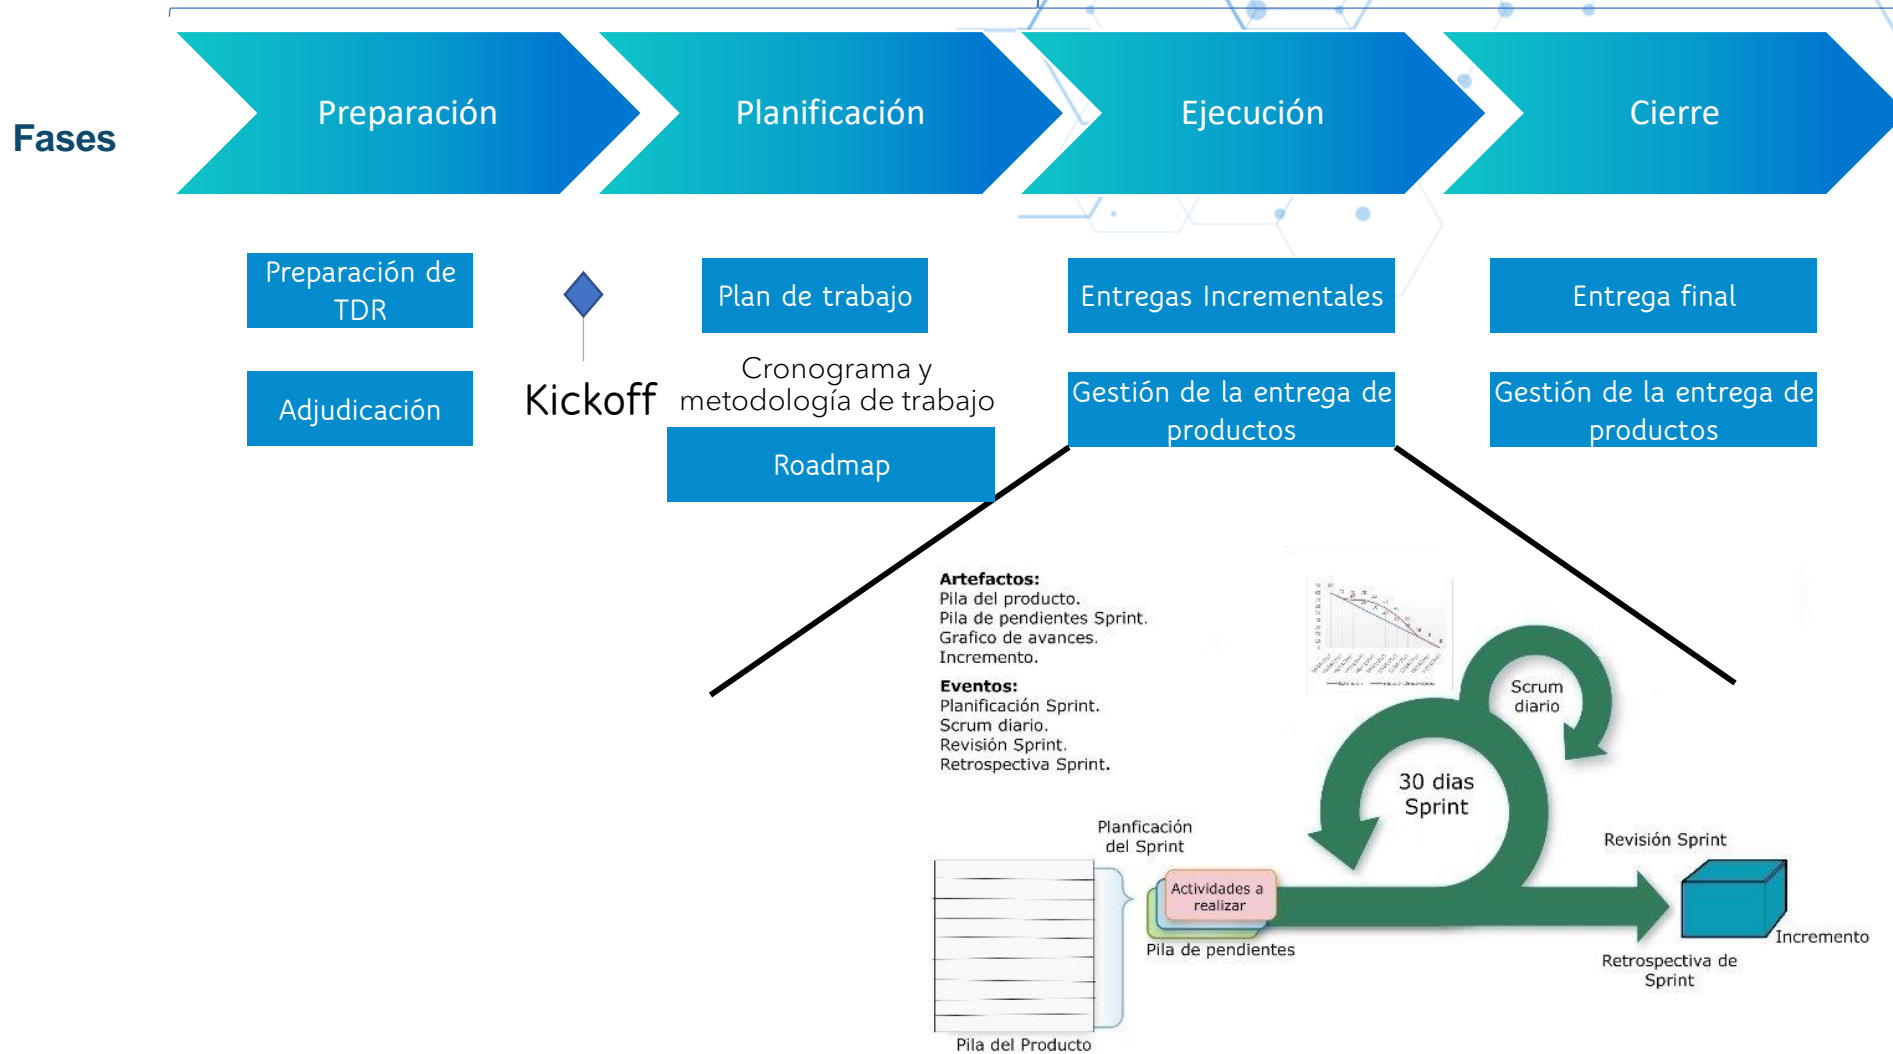 Fases
Preparación
Planificación
Ejecución
Cierre
Preparación de
TDR
Adjudicación
Kickoff
Plan de trabajo
Cronograma y
metodología de trabajo
Roadmap
Entregas Incrementales
Gestión de la entrega de
productos
Entrega final
Gestión de la entrega de
productos
Artefactos:
Pila del producto.
Pila de pendientes Sprint.
Grafico de avances.
Incremento.
Eventos:
Planificación Sprint.
Scrum diario.
Revisión Sprint.
Retrospectiva Sprint.
Scrum
diario
30 dias
Sprint
Planficación
del Sprint
Actividades a
realizar
Pila de pendientes
Pila del Producto
Revisión Sprint
Incremento
Retrospectiva de
Sprint